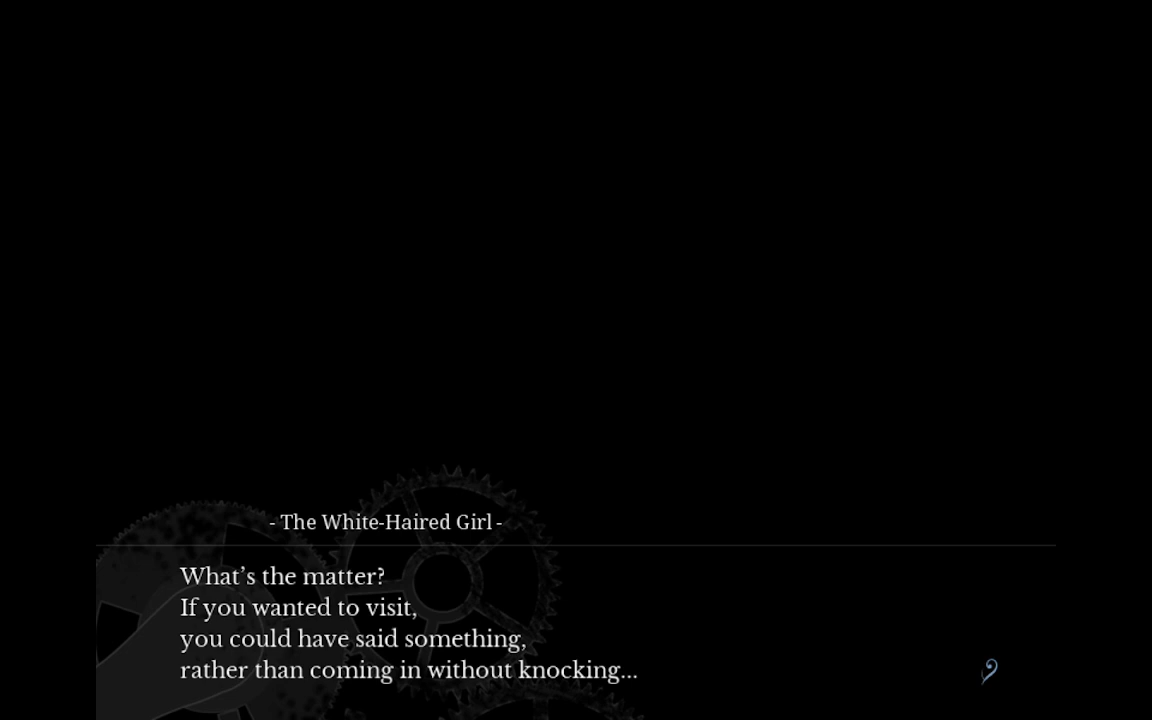 - The White-Haired Girl -
What’s the matter?
If you wanted to visit,
you could have said something,
rather than coming in without knocking...